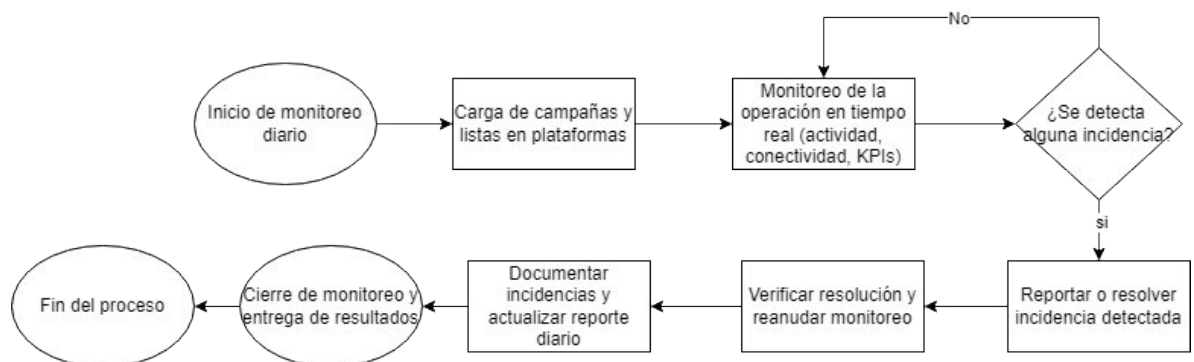 No
Inicio de monitoreo
diario
Carga de campañas y
listas en plataformas
Monitoreo de la
operación en tiempo
real (actividad,
conectividad, KPIs)
¿Se detecta
alguna incidencia?
si
Fin del proceso
Cierre de monitoreo y
entrega de resultados
Documentar
incidencias y
actualizar reporte
diario
Verificar resolución y
reanudar monitoreo
Reportar o resolver
incidencia detectada